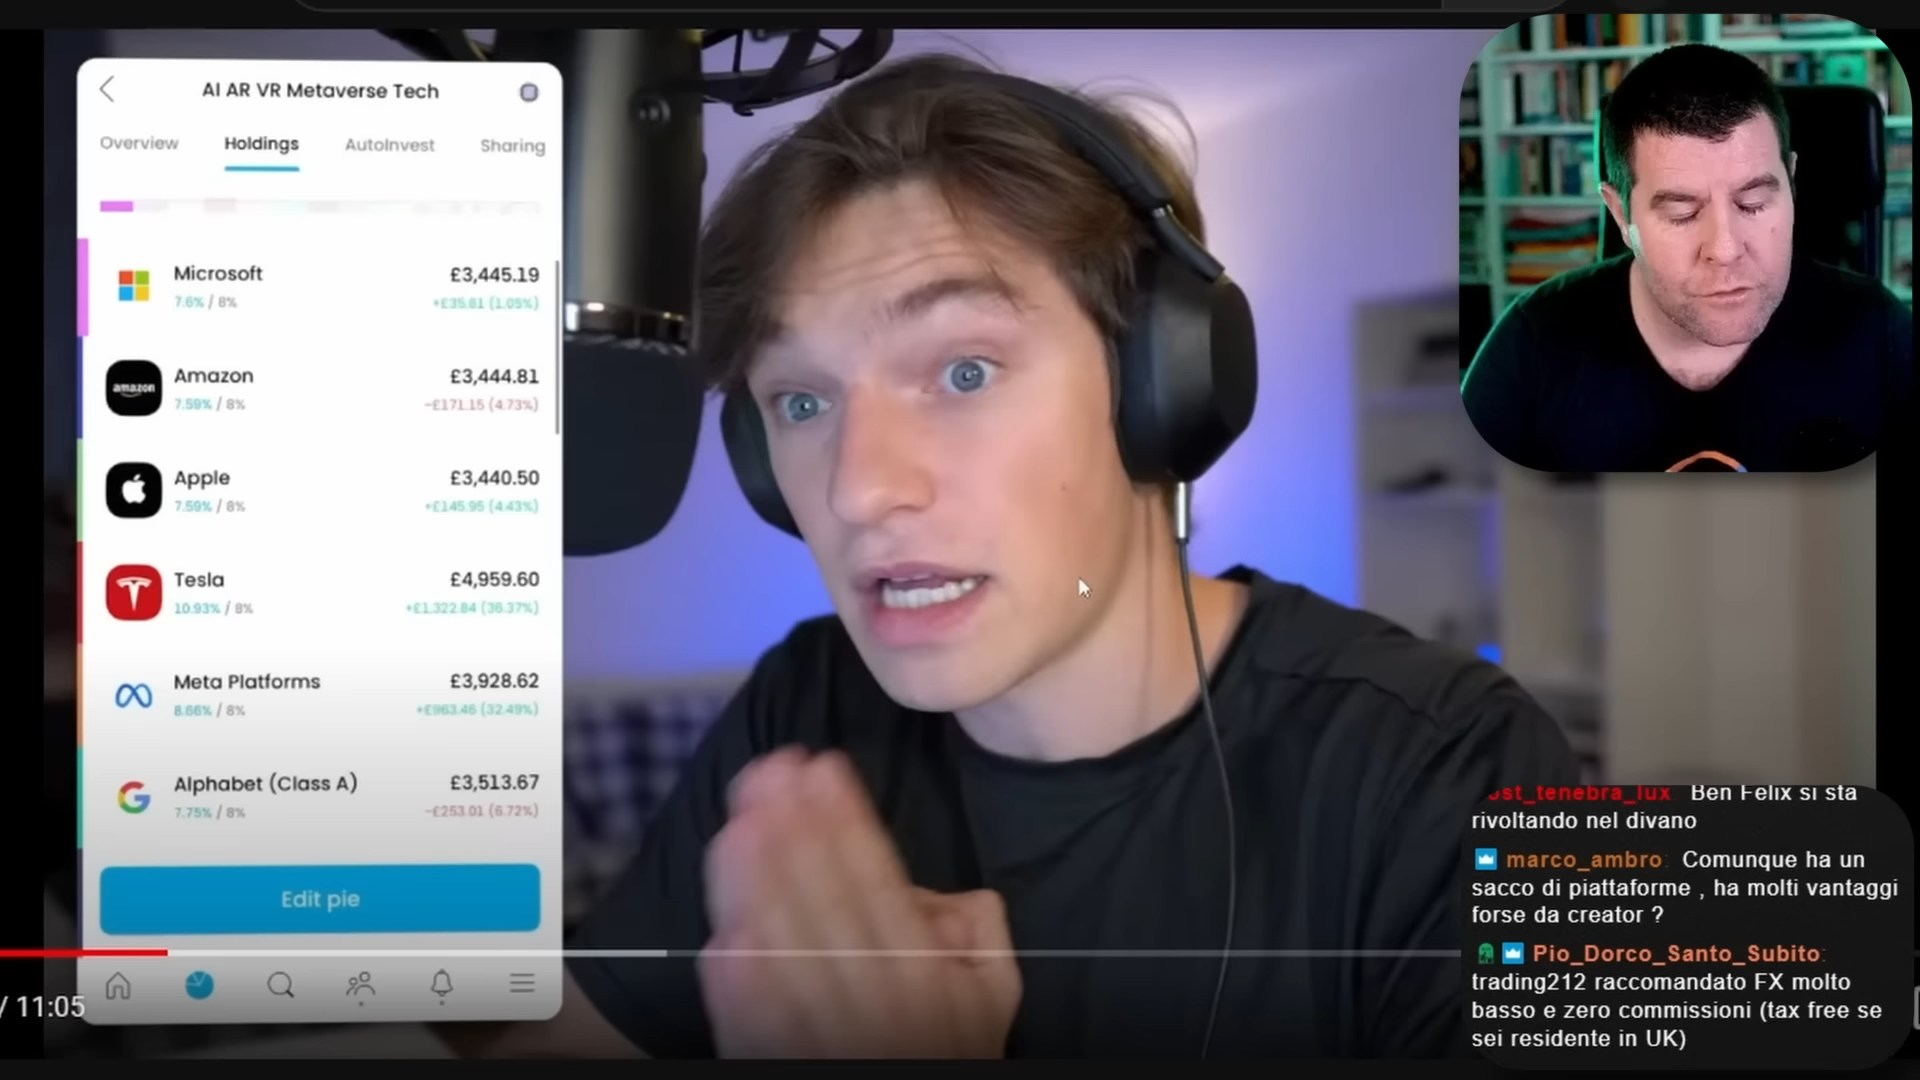 AI AR VR Metaverse Tech
Overview Holdings AutoInvest Sharing
Microsoft £3,445.19
7.6% / 8% +£35.81 (1.05%)
amazon
Amazon £3,444.81
7.59% / 8% -£171.15 (4.73%)
Apple £3,440.50
7.59% / 8% +£145.95 (4.43%)
Tesla £4,959.60
10.93% / 8% +£1,322.84 (36.37%)
Meta Platforms £3,928.62
8.66% / 8% +£963.46 (32.49%)
Alphabet (Class A) £3,513.67
7.75% / 8% -£253.01 (6.72%)
Edit pie
/ 11:05
ost_tenebra_lux Ben Felix si sta
rivoltando nel divano
marco_ambro: Comunque ha un
sacco di piattaforme , ha molti vantaggi
forse da creator ?
Pio_Dorco_Santo_Subito:
trading212 raccomandato FX molto
basso e zero commissioni (tax free se
sei residente in UK)